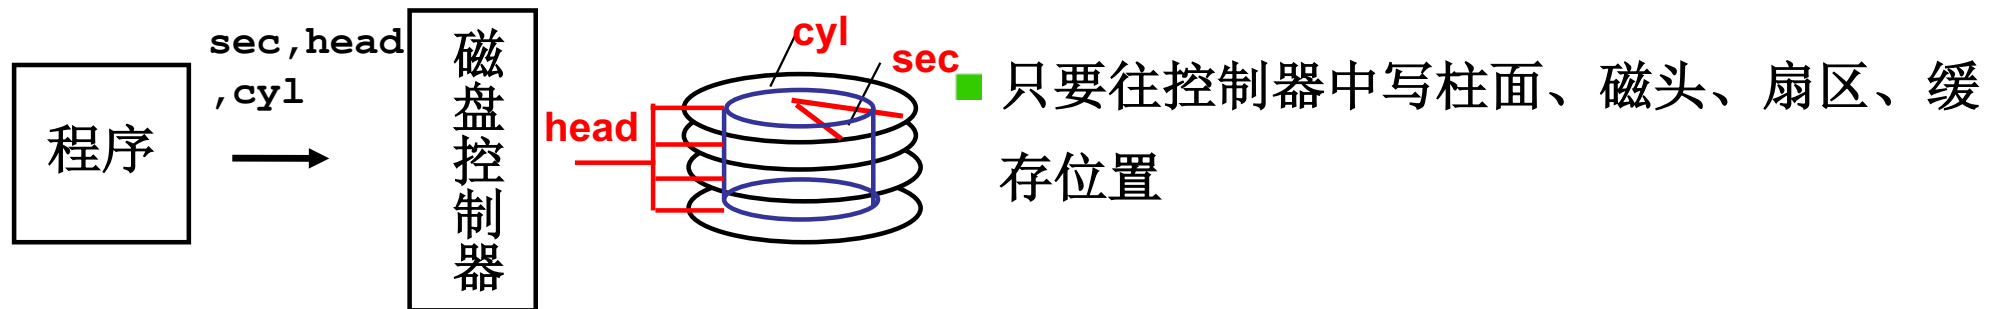 程序
sec,head
,cyl
磁盘控制器
head
cyl
sec
只要往控制器中写柱面、磁头、扇区、缓
存位置